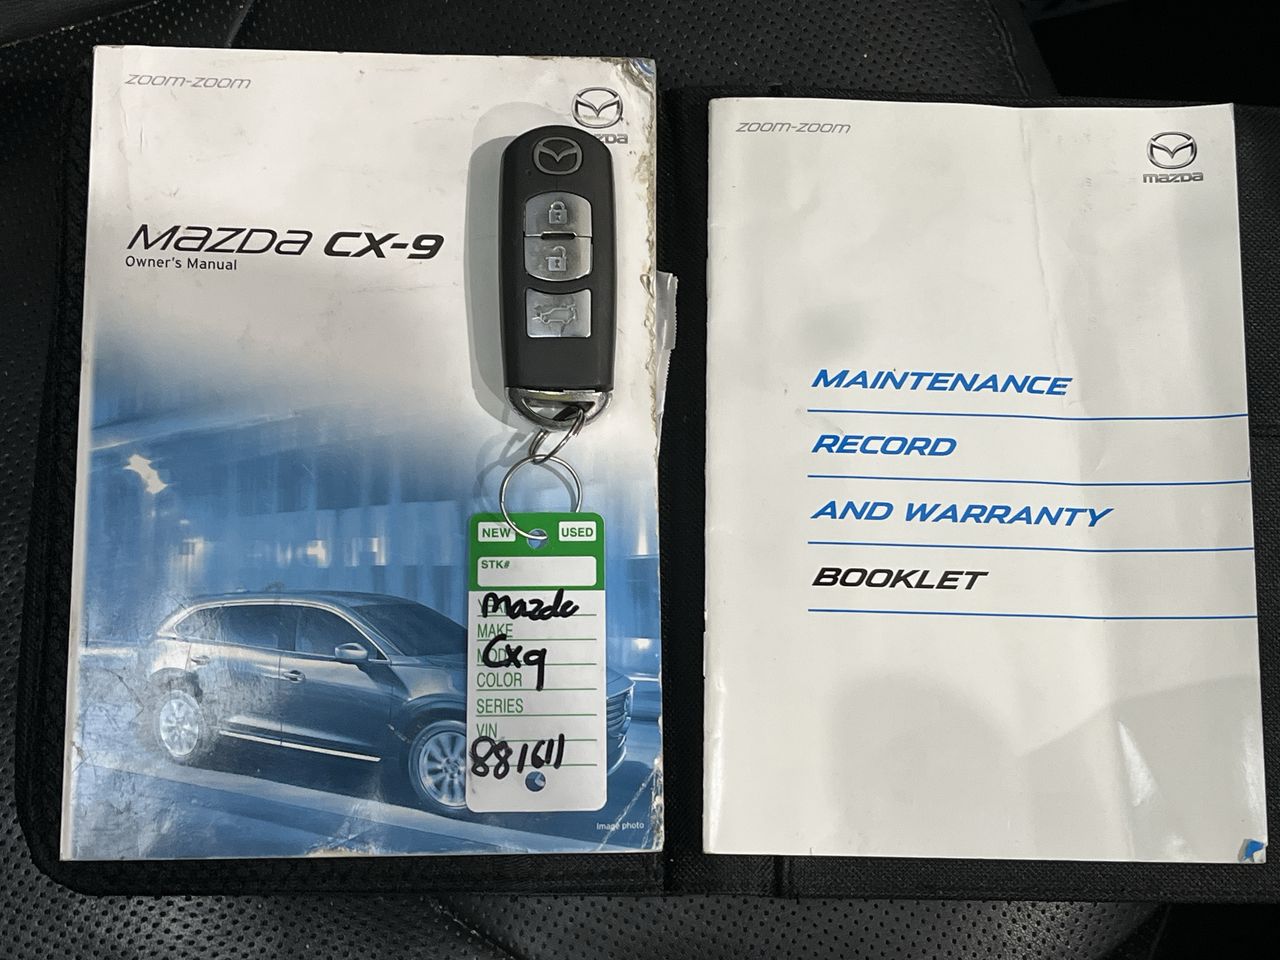 zoom-zoom
mazda
Mazda CX-9
Owner's Manual
NEW USED
STK#
Mazda
MAKE
Cx9
COLOR
SERIES
VIN
881611
Image photo
zoom-zoom
mazda
MAINTENANCE
RECORD
AND WARRANTY
BOOKLET